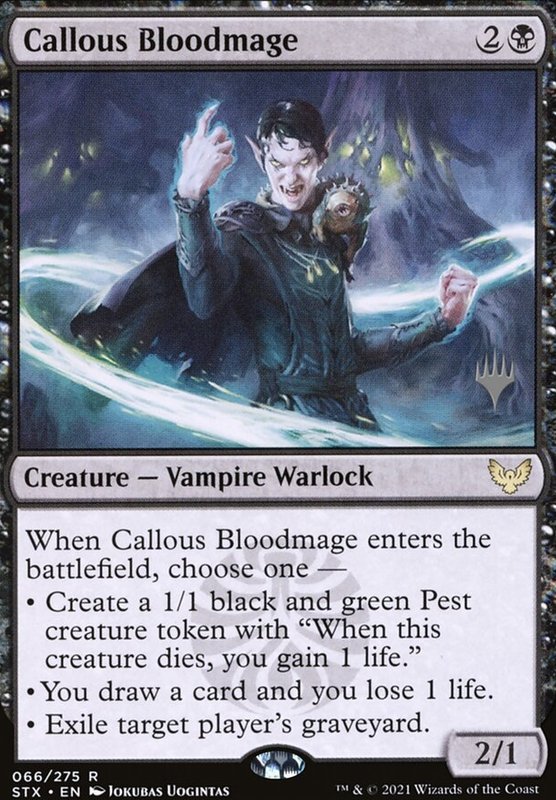 Callous Bloodmage 2
Creature — Vampire Warlock
When Callous Bloodmage enters the
battlefield, choose one —
• Create a 1/1 black and green Pest
creature token with “When this
creature dies, you gain 1 life.”
• You draw a card and you lose 1 life.
• Exile target player’s graveyard.
2/1
066/275 R
STX • EN Jokubas Uogintas
™ & © 2021 Wizards of the Coast